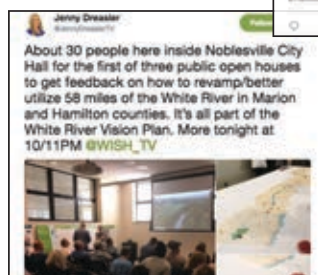 Jenny Dreasler
@JennyDreaslerTV
Follow
About 30 people here inside Noblesville City
Hall for the first of three public open houses
to get feedback on how to revamp/better
utilize 58 miles of the White River in Marion
and Hamilton counties. It's all part of the
White River Vision Plan. More tonight at
10/11PM @WISH_TV